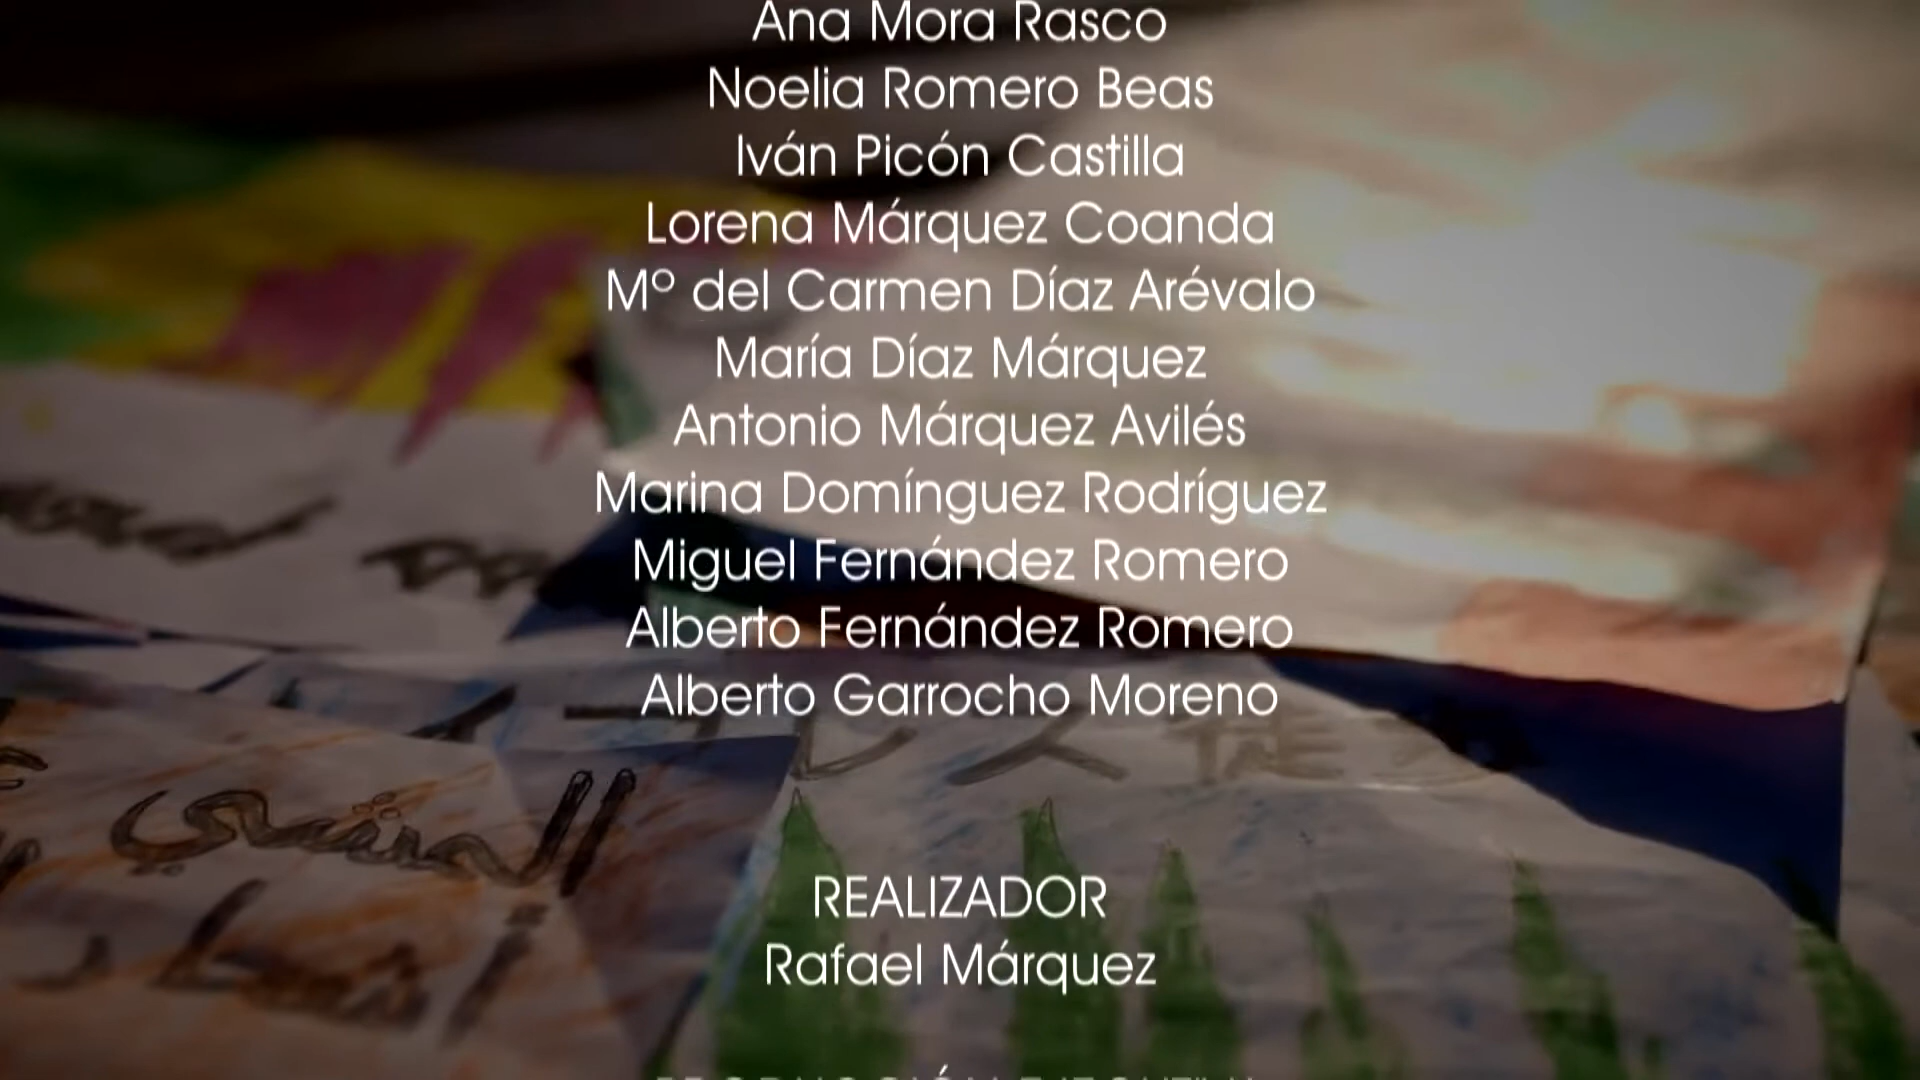 Ana Mora Rasco
Noelia Romero Beas
Iván Picón Castilla
Lorena Márquez Coanda
Mº del Carmen Díaz Arévalo
María Díaz Márquez
Antonio Márquez Avilés
Marina Domínguez Rodríguez
Miguel Fernández Romero
Alberto Fernández Romero
Alberto Garrocho Moreno
المشي
REALIZADOR
Rafael Márquez